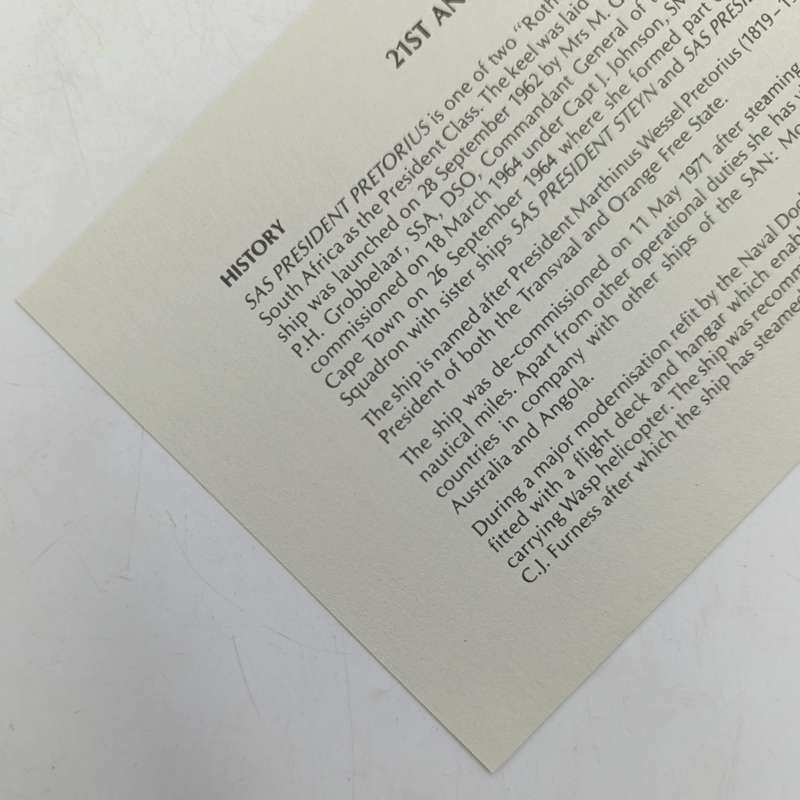 21ST AN
HISTORY
SAS PRESIDENT PRETORIUS is one of two "Roth
South Africa as the President Class. The keel was laid
ship was launched on 28 September 1962 by Mrs M. G
P.H. Grobbelaar, SSA, DSO, Commandant General of
commissioned on 18 March 1964 under Capt J. Johnson, SM
Cape Town on 26 September 1964 where she formed part
Squadron with sister ships SAS PRESIDENT STEYN and SAS PRESI
The ship is named after President Marthinus Wessel Pretorius (1819–1
President of both the Transvaal and Orange Free State.
The ship was de-commissioned on 11 May 1971 after steaming
nautical miles. Apart from other operational duties she has
countries in company with other ships of the SAN: Mo
Australia and Angola.
During a major modernisation refit by the Naval Doc
fitted with a flight deck and hangar which enabl
carrying Wasp helicopter. The ship was recomm
C.J. Furness after which the ship has steamed